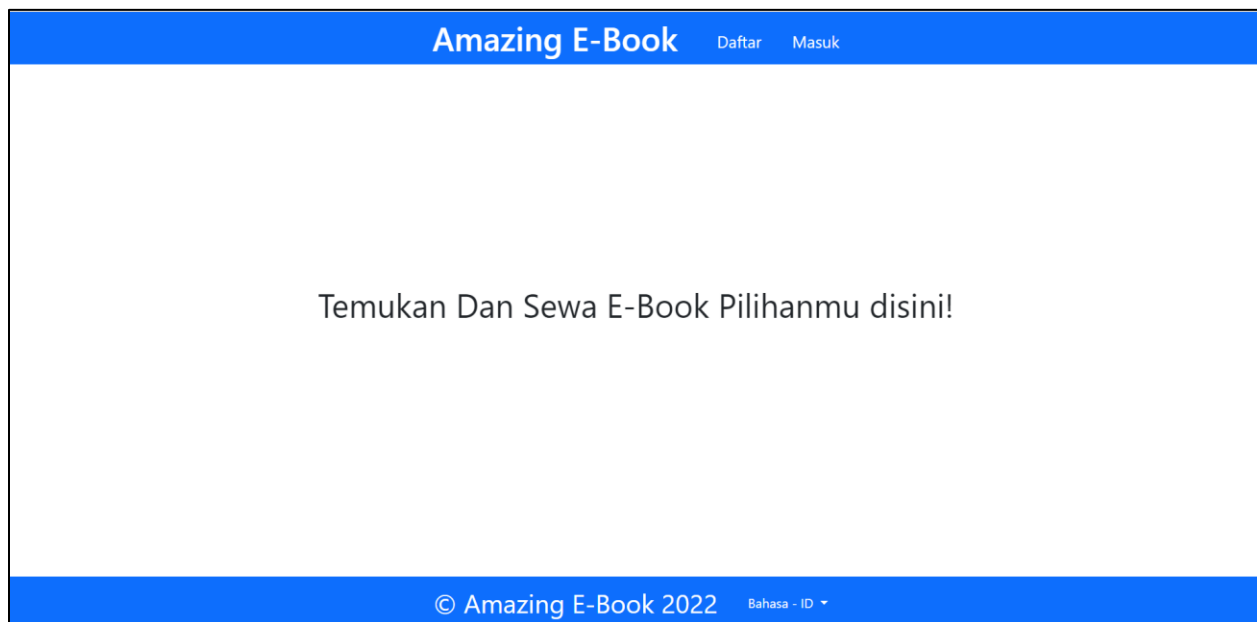 Amazing E-Book Daftar Masuk
Temukan Dan Sewa E-Book Pilihanmu disini!
© Amazing E-Book 2022 Bahasa - ID